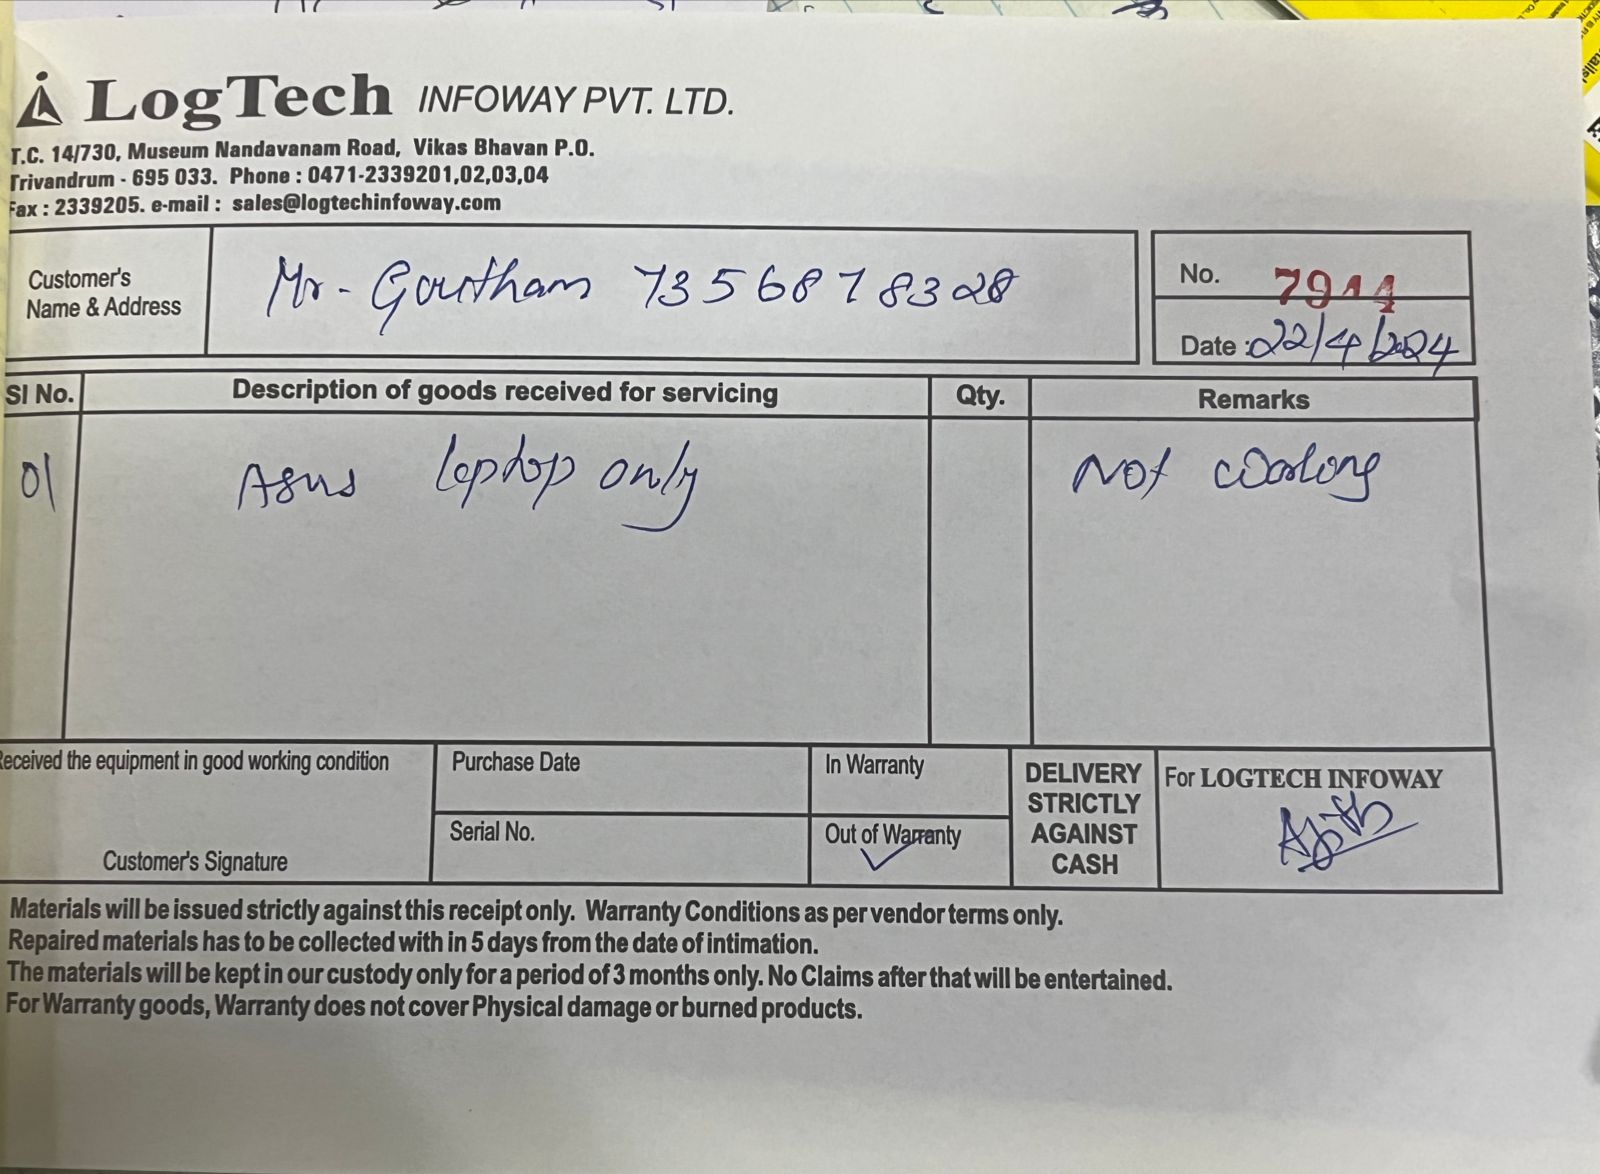 LogTech INFOWAY PVT. LTD.
T.C. 14/730, Museum Nandavanam Road, Vikas Bhavan P.O.
Trivandrum - 695 033. Phone : 0471-2339201,02,03,04
Fax : 2339205. e-mail : sales@logtechinfoway.com
Customer's
Name & Address
Mr - Goutham 7356878328
No. 7944
Date : 22/4/2024
Sl No. Description of goods received for servicing Qty. Remarks
01 Asus laptop only Not working
Received the equipment in good working condition
Customer's Signature
Purchase Date
Serial No.
In Warranty
Out of Warranty
DELIVERY
STRICTLY
AGAINST
CASH
For LOGTECH INFOWAY
Materials will be issued strictly against this receipt only. Warranty Conditions as per vendor terms only.
Repaired materials has to be collected with in 5 days from the date of intimation.
The materials will be kept in our custody only for a period of 3 months only. No Claims after that will be entertained.
For Warranty goods, Warranty does not cover Physical damage or burned products.